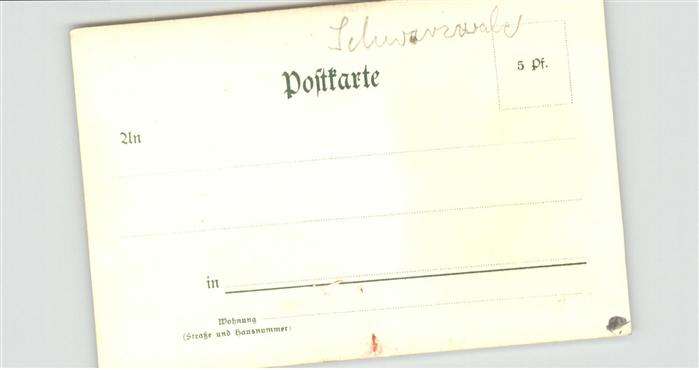 Schwarzwald
Postkarte
5 Pf.
An
in
Wohnung
(Straße und Hausnummer)